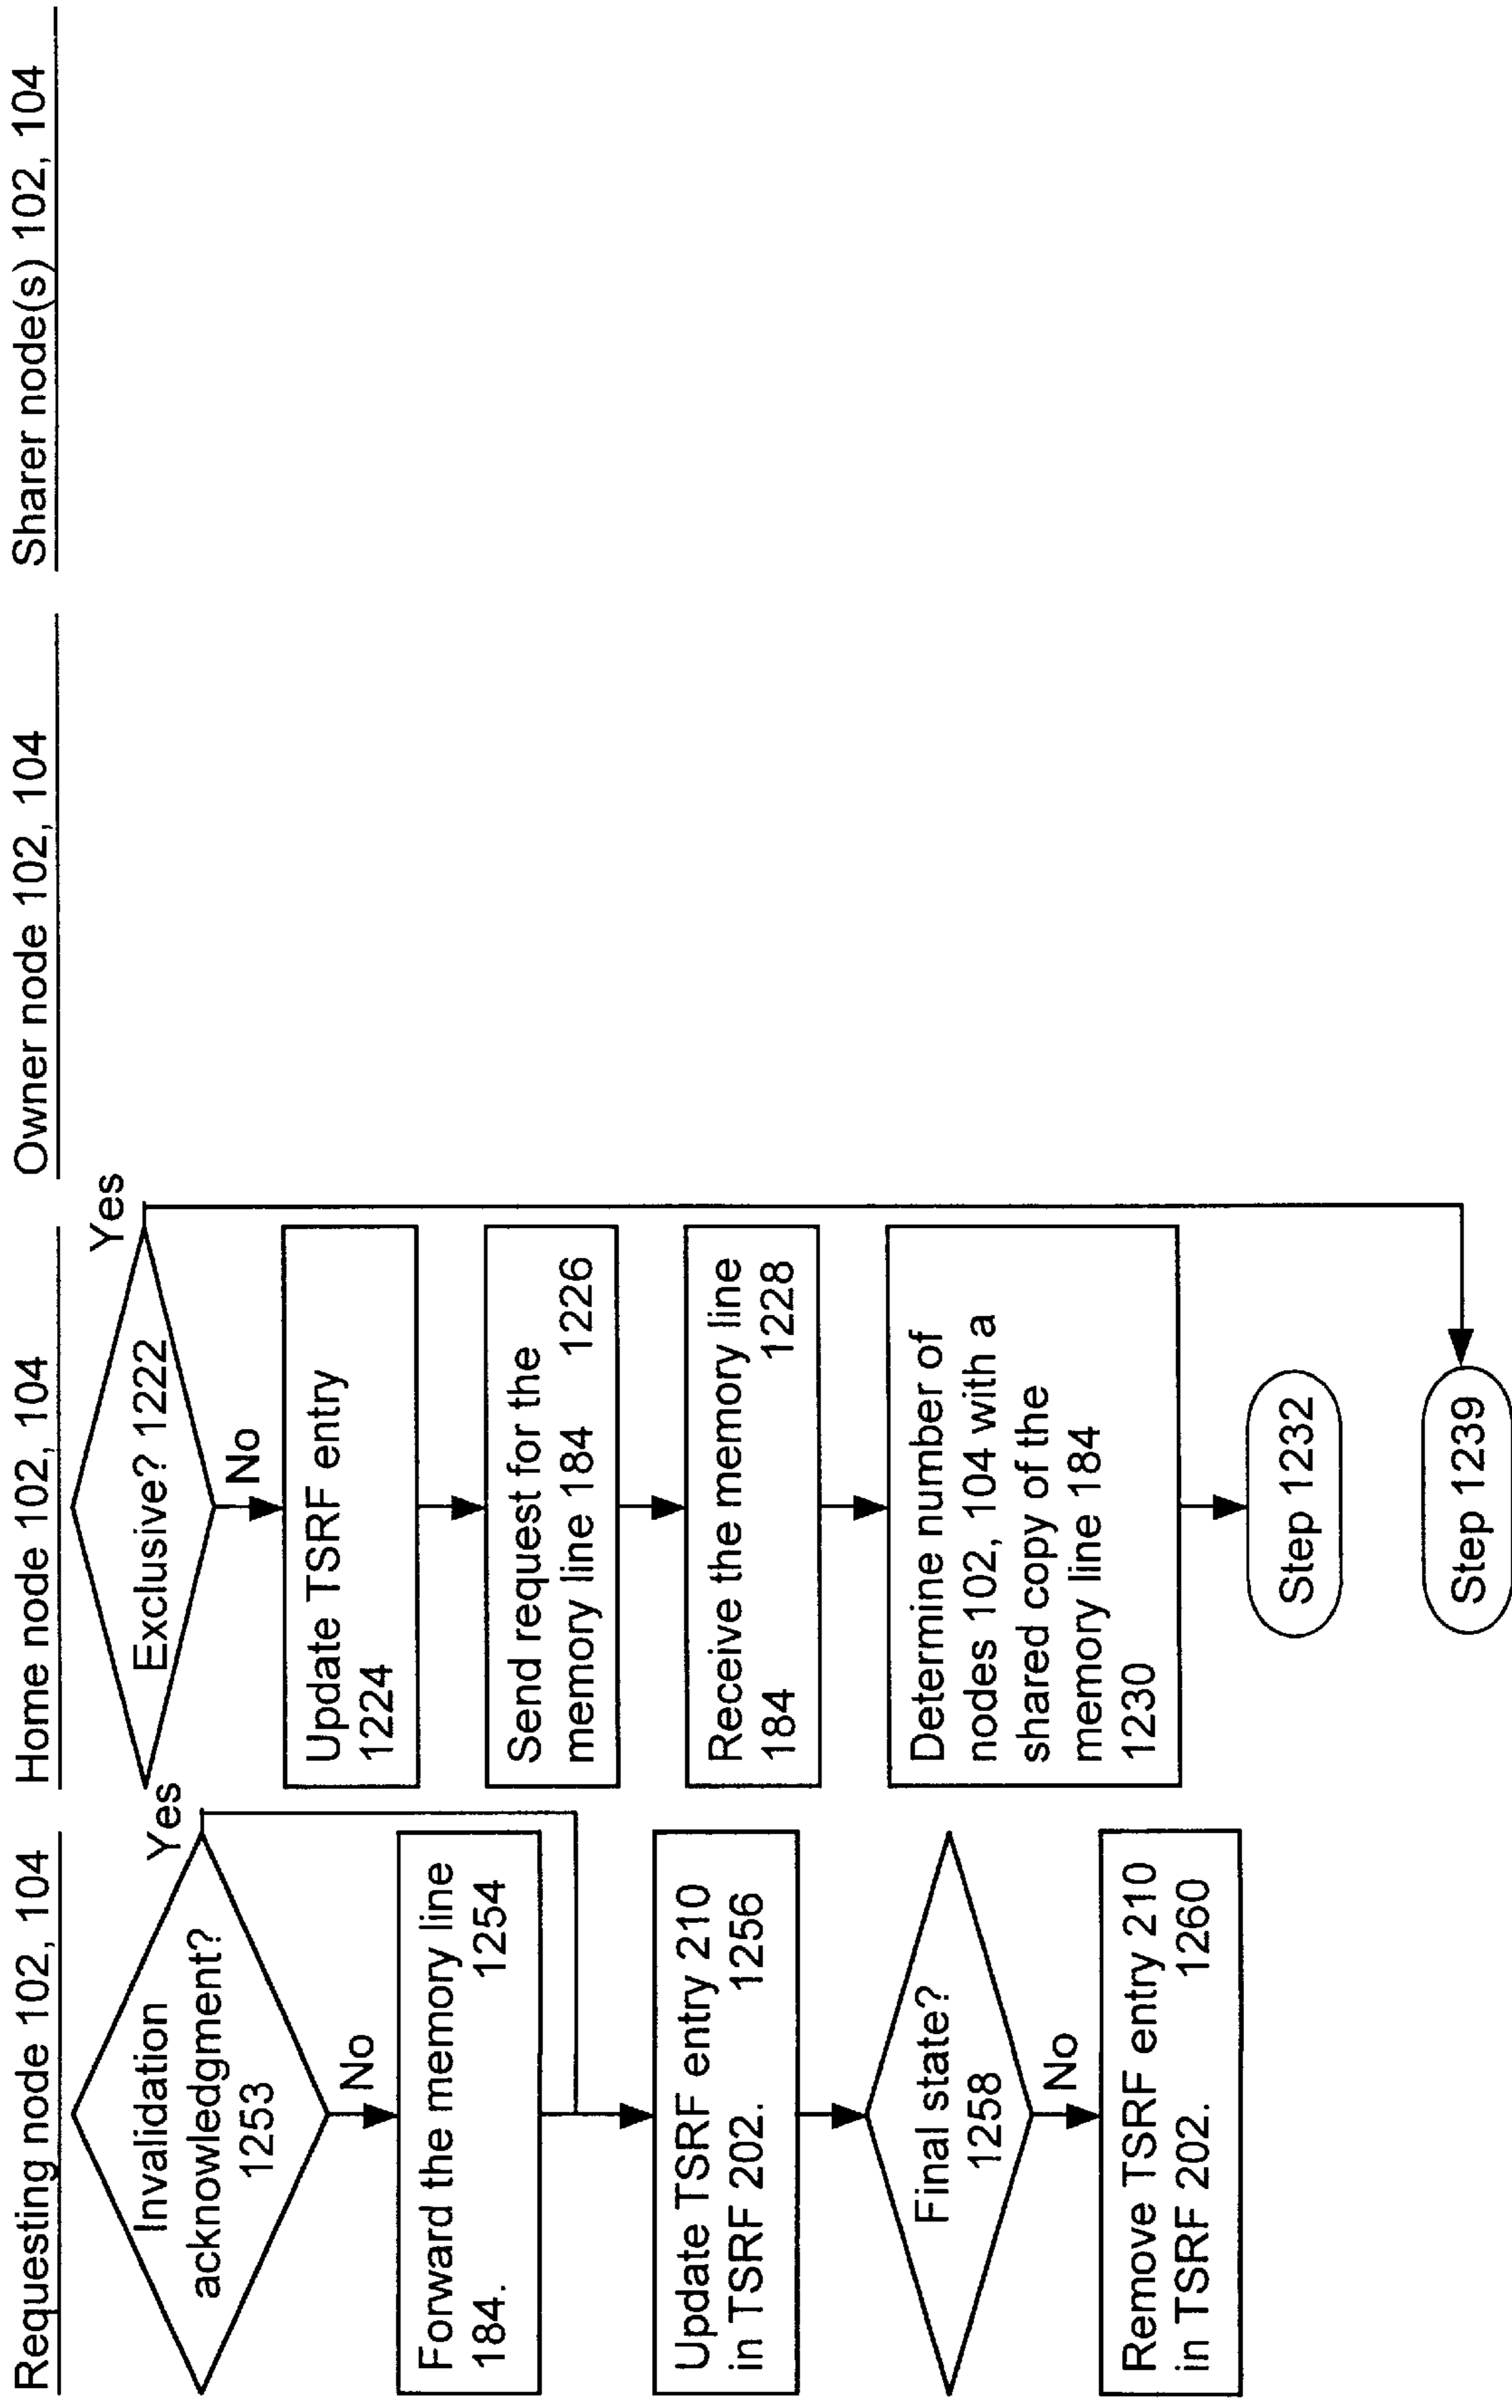 Requesting node 102, 104
Home node 102, 104
Owner node 102, 104
Sharer node(s) 102, 104
Invalidation
acknowledgment?
1253
Yes
No
Forward the memory line
184. 1254
Update TSRF entry 210
in TSRF 202. 1256
Final state?
1258
No
Remove TSRF entry 210
in TSRF 202. 1260
Exclusive? 1222
Yes
No
Update TSRF entry
1224
Send request for the
memory line 184 1226
Receive the memory line
184 1228
Determine number of
nodes 102, 104 with a
shared copy of the
memory line 184
1230
Step 1232
Step 1239